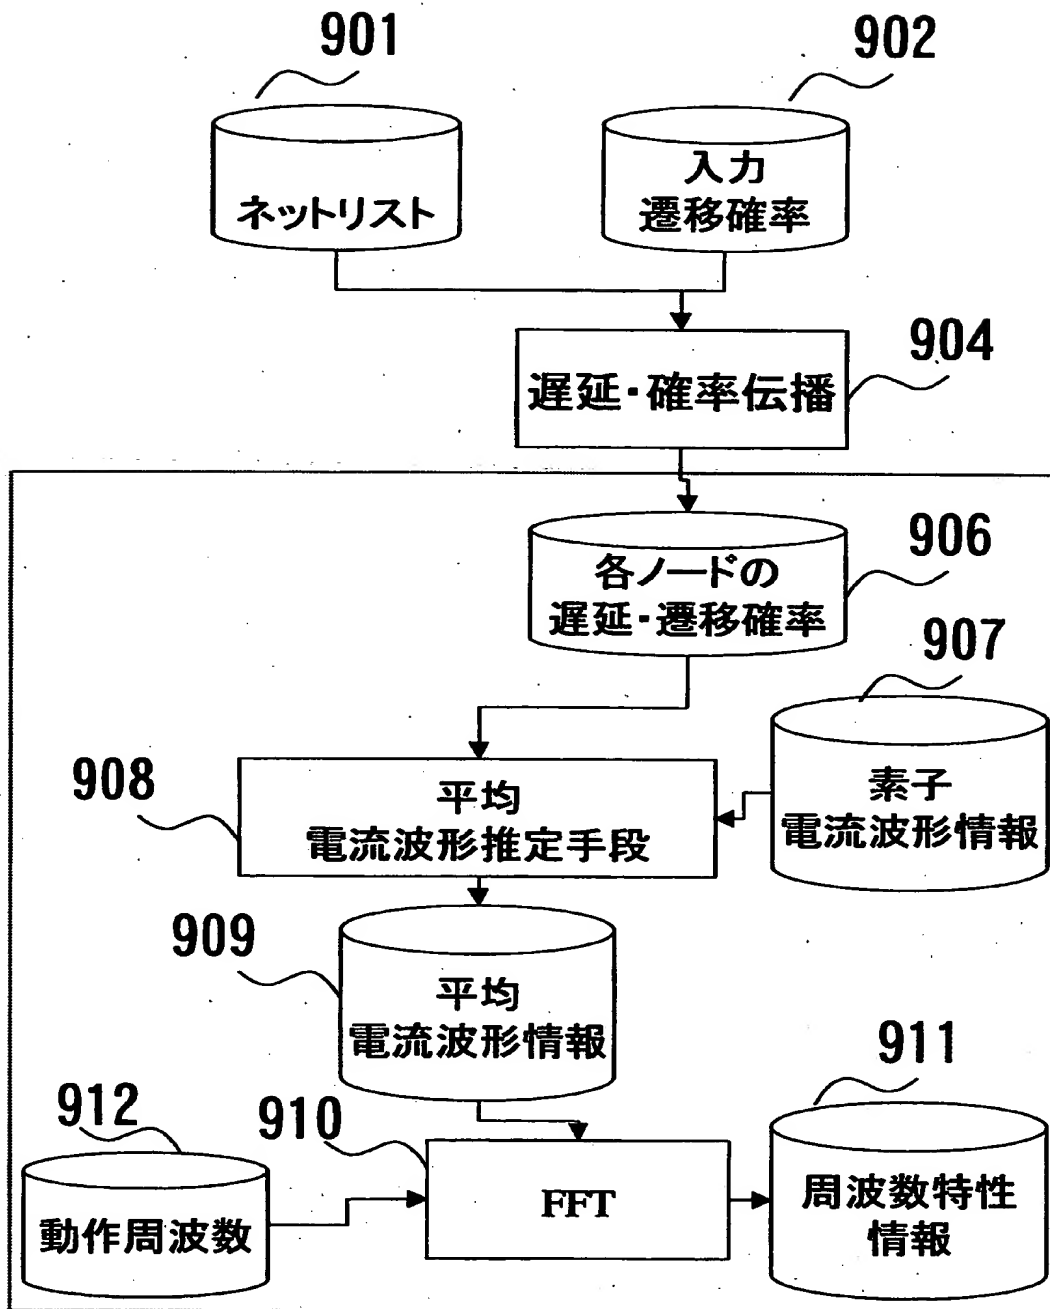 901
902
ネットリスト
入力
遷移確率
904
遅延・確率伝播
906
各ノードの
遅延・遷移確率
907
908
平均
電流波形推定手段
素子
電流波形情報
909
平均
電流波形情報
911
912
910
動作周波数
FFT
周波数特性
情報